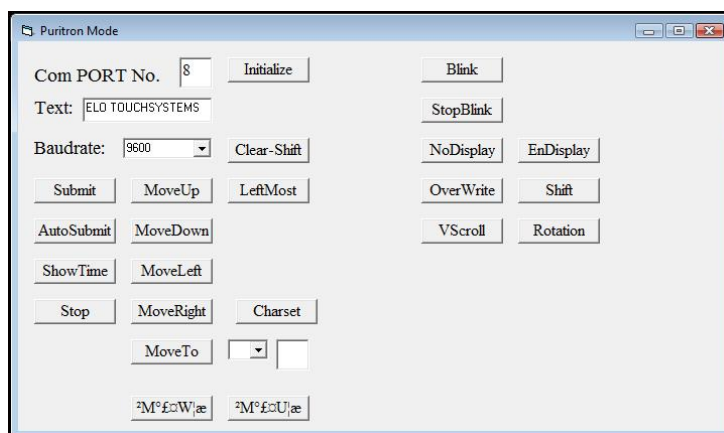 Puritron Mode
Com PORT No. 8 Initialize Blink
Text: ELO TOUCHSYSTEMS StopBlink
Baudrate: 9600 Clear-Shift NoDisplay EnDisplay
Submit MoveUp LeftMost OverWrite Shift
AutoSubmit MoveDown VScroll Rotation
ShowTime MoveLeft
Stop MoveRight Charset
MoveTo
²M°£¤W¦æ ²M°£¤U¦æ